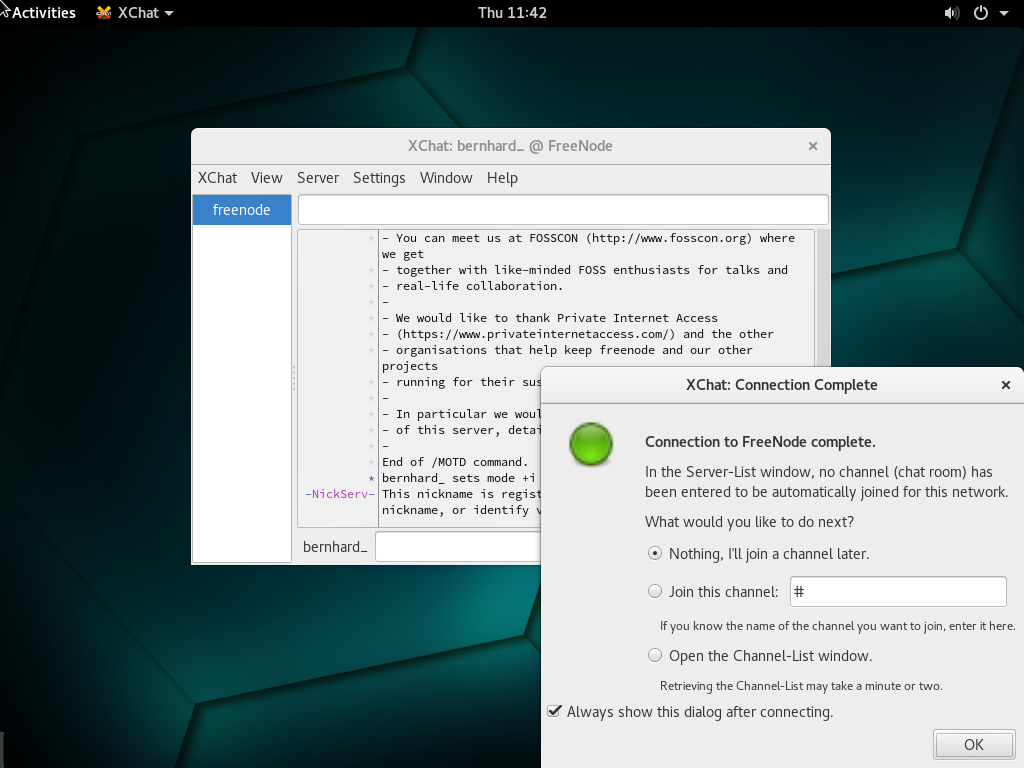 Activities XChat Thu 11:42
XChat: bernhard_ @ FreeNode
XChat View Server Settings Window Help
freenode
* - You can meet us at FOSSCON (http://www.fosscon.org) where
we get
* - together with like-minded FOSS enthusiasts for talks and
* - real-life collaboration.
* -
* - We would like to thank Private Internet Access
* - (https://www.privateinternetaccess.com/) and the other
* - organisations that help keep freenode and our other
projects
* - running for their sus
* -
* - In particular we woul
* - of this server, detai
* -
* End of /MOTD command.
* bernhard_ sets mode +i
-NickServ- This nickname is regist
nickname, or identify v
bernhard_
XChat: Connection Complete
Connection to FreeNode complete.
In the Server-List window, no channel (chat room) has
been entered to be automatically joined for this network.
What would you like to do next?
Nothing, I'll join a channel later.
Join this channel: #
If you know the name of the channel you want to join, enter it here.
Open the Channel-List window.
Retrieving the Channel-List may take a minute or two.
Always show this dialog after connecting.
OK